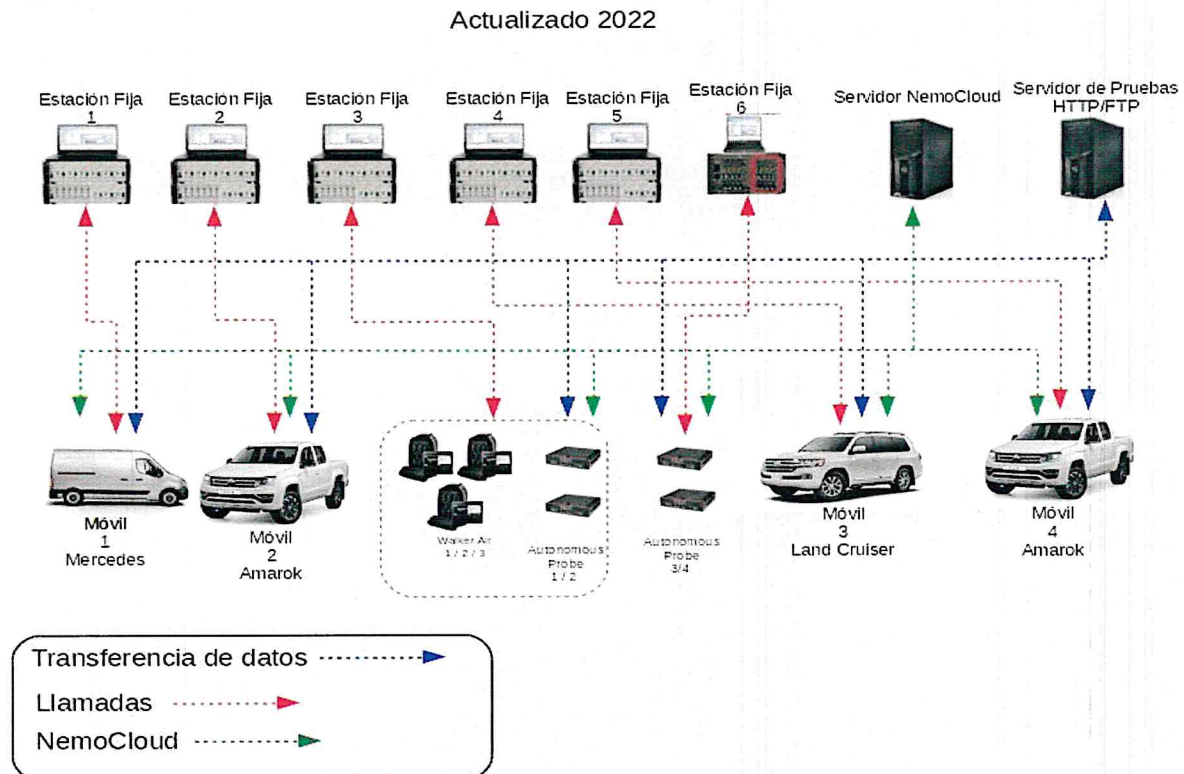 Actualizado 2022
Estación Fija
1
Estación Fija
2
Estación Fija
3
Estación Fija
4
Estación Fija
5
Estación Fija
6
Servidor NemoCloud
Servidor de Pruebas
HTTP/FTP
Móvil
1
Mercedes
Móvil
2
Amarok
Walker Air
1 / 2 / 3
Autonomous
Probe
1 / 2
Autonomous
Probe
3/4
Móvil
3
Land Cruiser
Móvil
4
Amarok
Transferencia de datos
Llamadas
NemoCloud